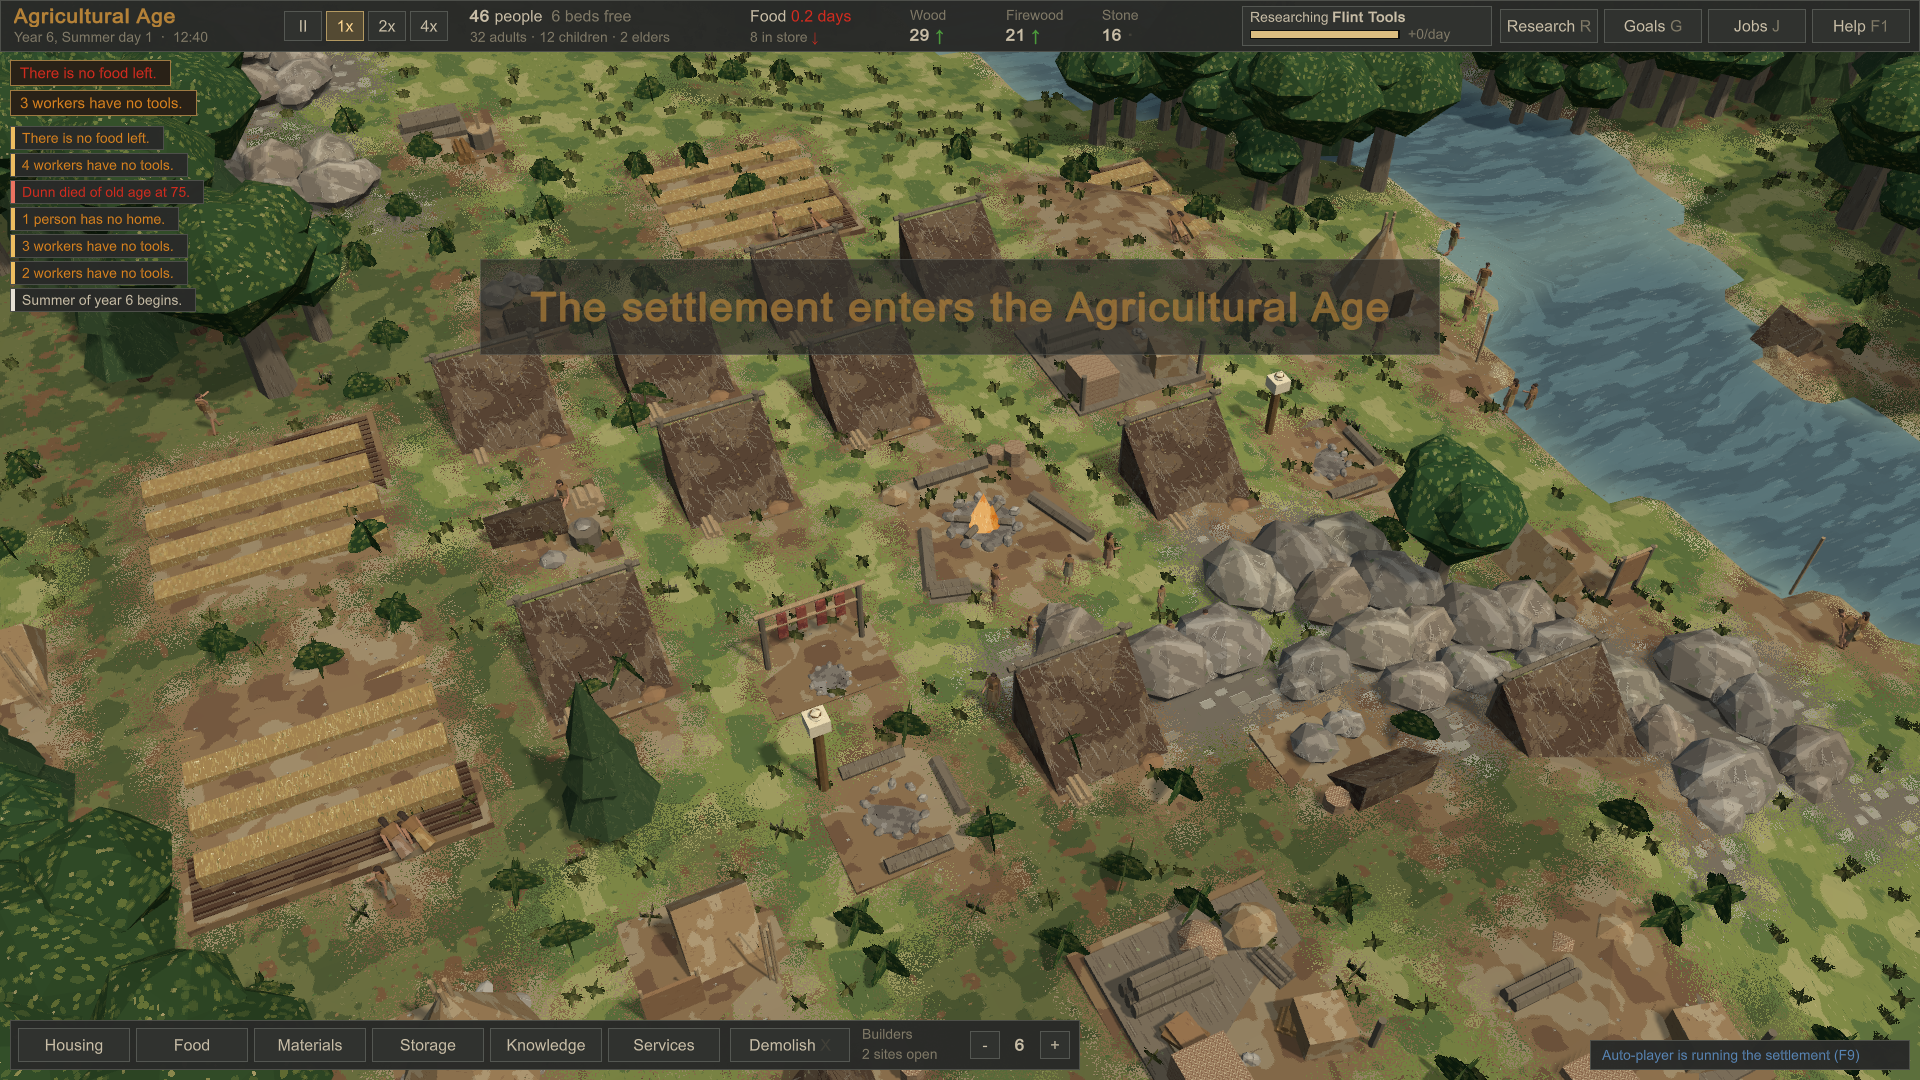 Agricultural Age
Year 6, Summer day 1 · 12:40
II
1x
2x
4x
46 people 6 beds free
32 adults · 12 children · 2 elders
Food 0.2 days
8 in store ↓
Wood
29 ↑
Firewood
21 ↑
Stone
16
Researching Flint Tools
+0/day
Research R
Goals G
Jobs J
Help F1
There is no food left.
3 workers have no tools.
There is no food left.
4 workers have no tools.
Dunn died of old age at 75.
1 person has no home.
3 workers have no tools.
2 workers have no tools.
Summer of year 6 begins.
The settlement enters the Agricultural Age
Housing
Food
Materials
Storage
Knowledge
Services
Demolish X
Builders
2 sites open
- 6 +
Auto-player is running the settlement (F9)